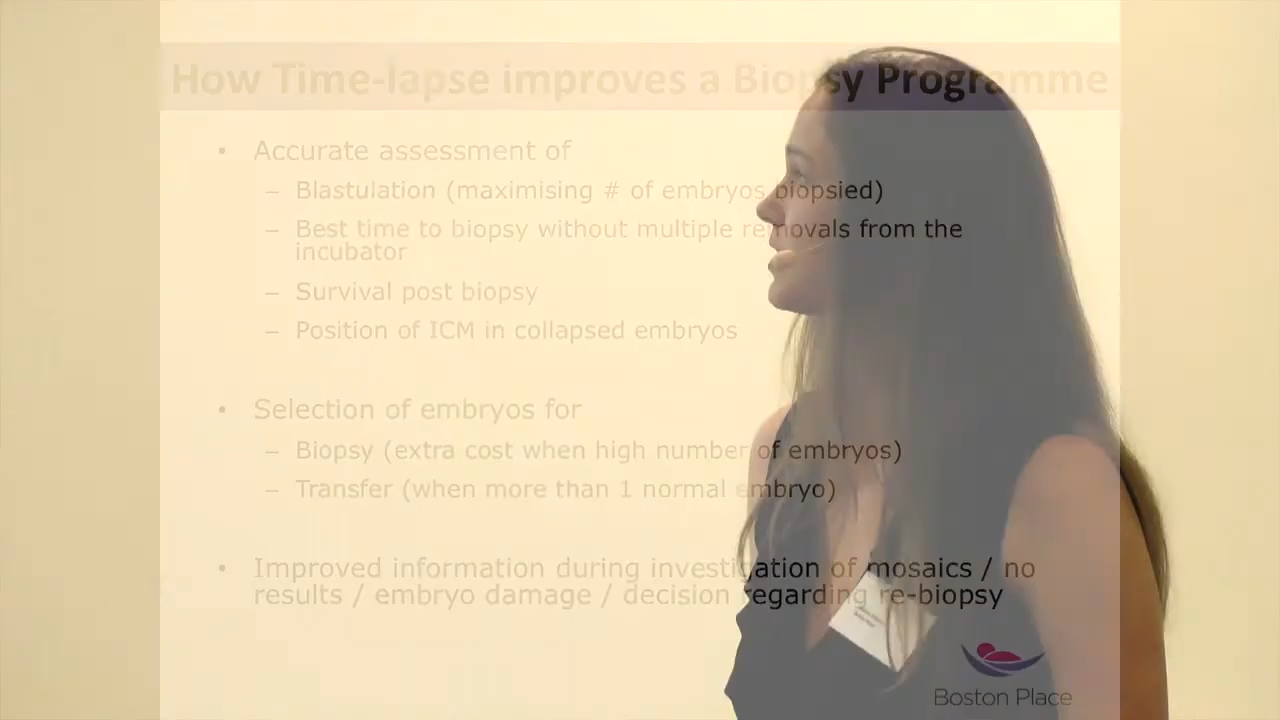 How Time-lapse improves a Biopsy Programme
• Accurate assessment of
– Blastulation (maximising # of embryos biopsied)
– Best time to biopsy without multiple removals from the
incubator
– Survival post biopsy
– Position of ICM in collapsed embryos
• Selection of embryos for
– Biopsy (extra cost when high number of embryos)
– Transfer (when more than 1 normal embryo)
• Improved information during investigation of mosaics / no
results / embryo damage / decision regarding re-biopsy
Boston Place